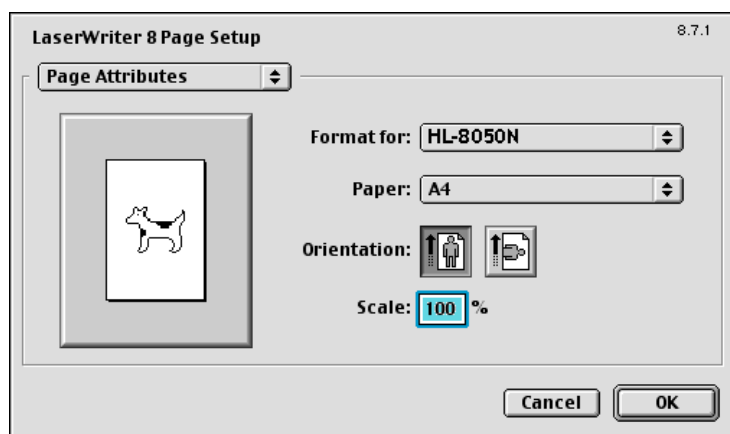 LaserWriter 8 Page Setup
8.7.1
Page Attributes
Format for: HL-8050N
Paper: A4
Orientation:
Scale: 100 %
Cancel
OK